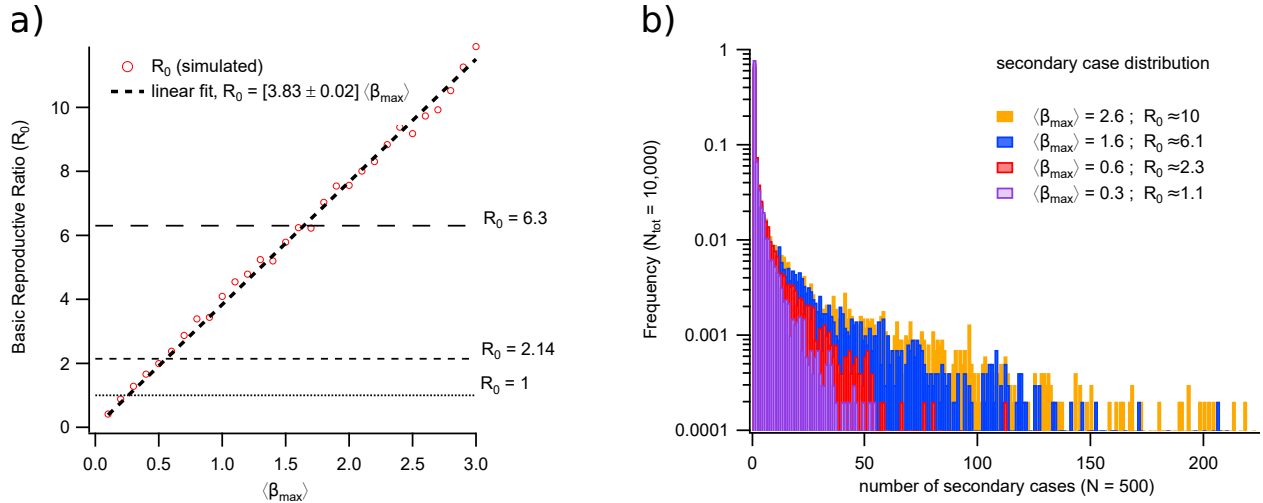 a)
R₀ (simulated)
linear fit, R₀ = [3.83 ± 0.02] ⟨βmax⟩
Basic Reproductive Ratio (R₀)
10
8
6
4
2
0
R₀ = 6.3
R₀ = 2.14
R₀ = 1
0.0 0.5 1.0 1.5 2.0 2.5 3.0
⟨βmax⟩
b)
secondary case distribution
⟨βmax⟩ = 2.6 ; R₀ ≈10
⟨βmax⟩ = 1.6 ; R₀ ≈6.1
⟨βmax⟩ = 0.6 ; R₀ ≈2.3
⟨βmax⟩ = 0.3 ; R₀ ≈1.1
Frequency (Ntot = 10,000)
1
0.1
0.01
0.001
0.0001
0 50 100 150 200
number of secondary cases (N = 500)